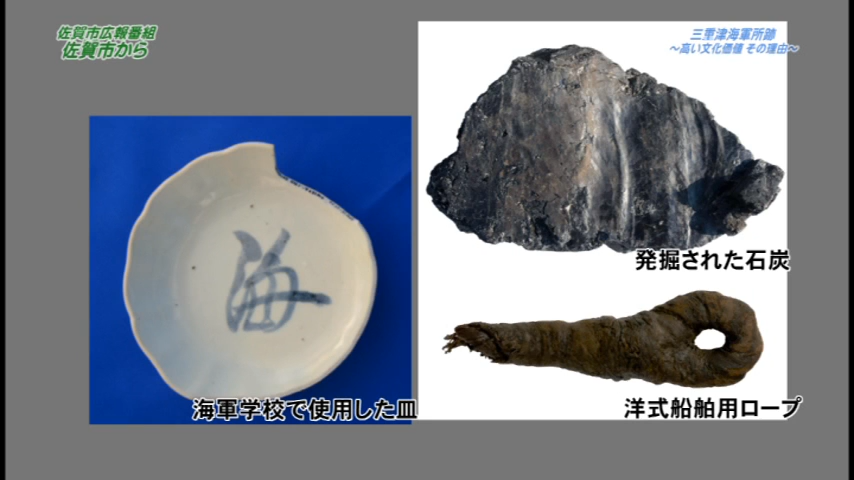 佐賀市広報番組
佐賀市から
三重津海軍所跡
～高い文化価値 その理由～
海
発掘された石炭
海軍学校で使用した皿
洋式船舶用ロープ